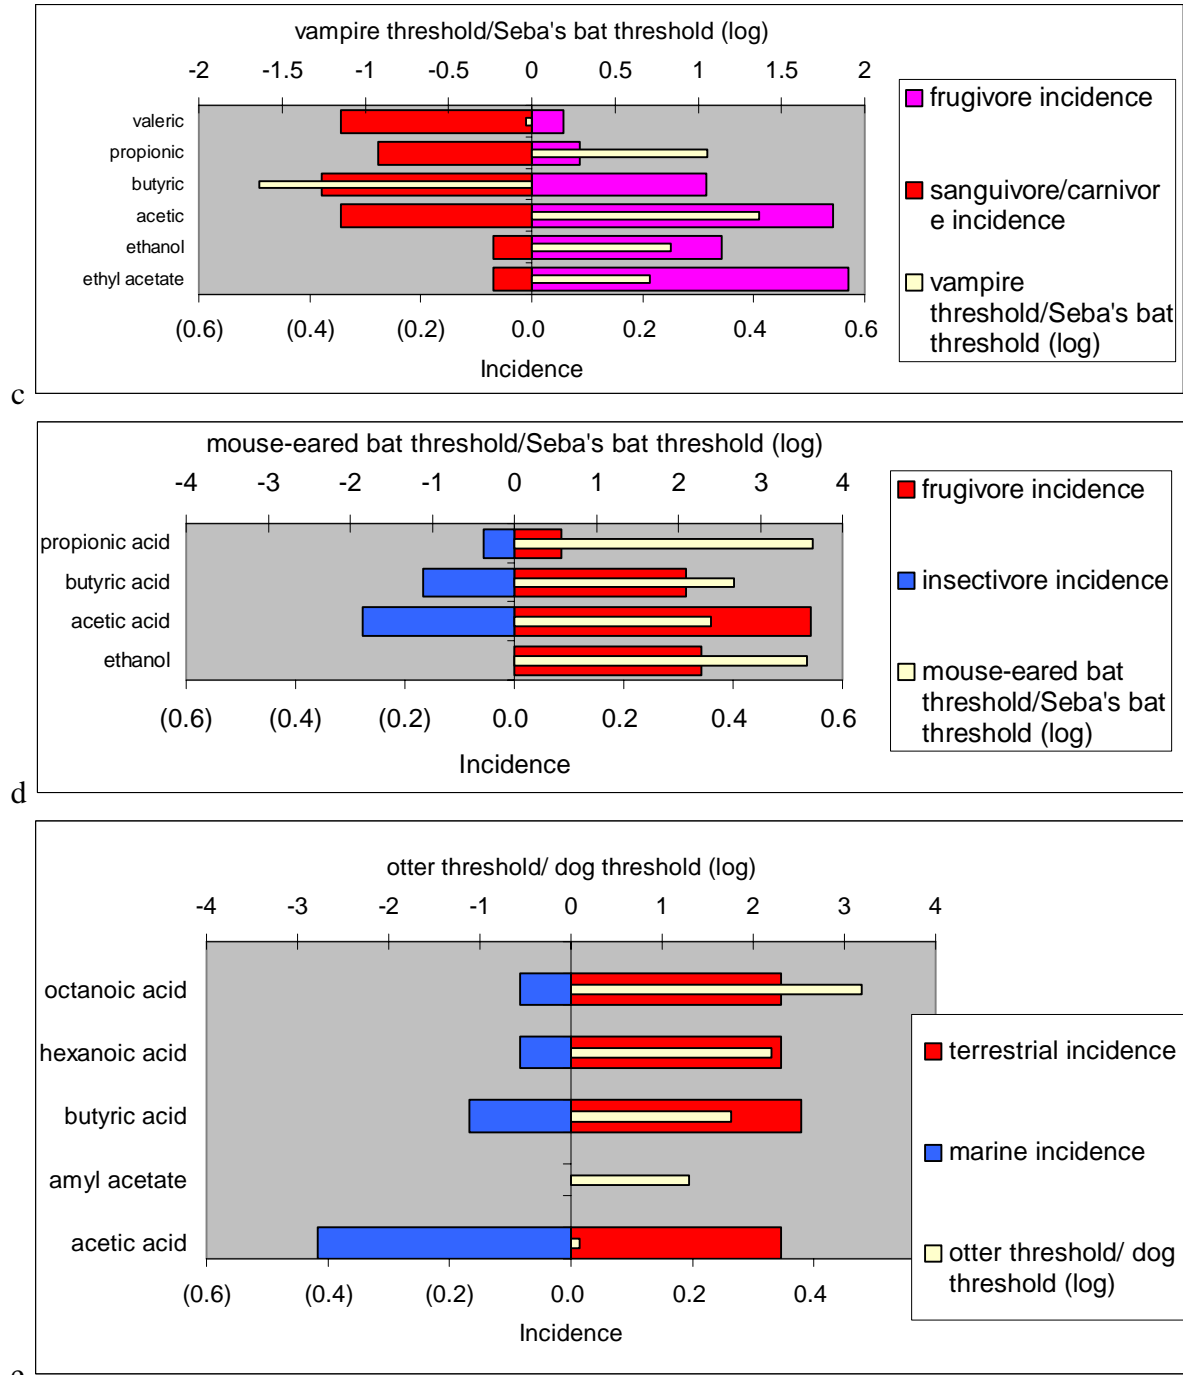 vampire threshold/Seba's bat threshold (log)
-2 -1.5 -1 -0.5 0 0.5 1 1.5 2
valeric
propionic
butyric
acetic
ethanol
ethyl acetate
(0.6) (0.4) (0.2) 0.0 0.2 0.4 0.6
Incidence
frugivore incidence
sanguivore/carnivor
e incidence
vampire
threshold/Seba's bat
threshold (log)
c
mouse-eared bat threshold/Seba's bat threshold (log)
-4 -3 -2 -1 0 1 2 3 4
propionic acid
butyric acid
acetic acid
ethanol
(0.6) (0.4) (0.2) 0.0 0.2 0.4 0.6
Incidence
frugivore incidence
insectivore incidence
mouse-eared bat
threshold/Seba's bat
threshold (log)
d
otter threshold/ dog threshold (log)
-4 -3 -2 -1 0 1 2 3 4
octanoic acid
hexanoic acid
butyric acid
amyl acetate
acetic acid
(0.6) (0.4) (0.2) 0.0 0.2 0.4
Incidence
terrestrial incidence
marine incidence
otter threshold/ dog
threshold (log)